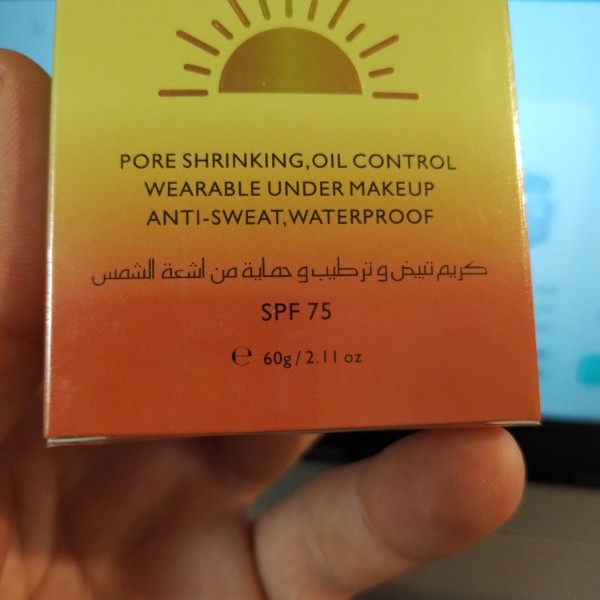 PORE SHRINKING,OIL CONTROL
WEARABLE UNDER MAKEUP
ANTI-SWEAT,WATERPROOF
كريم تبيض و ترطيب و حماية من اشعة الشمس
SPF 75
℮ 60g/2.11 oz